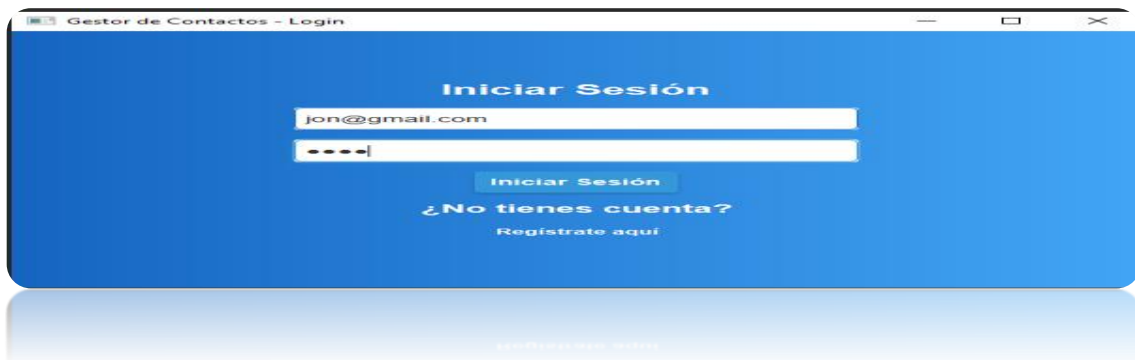 Gestor de Contactos - Login
Iniciar Sesión
jon@gmail.com
••••
Iniciar Sesión
¿No tienes cuenta?
Regístrate aquí